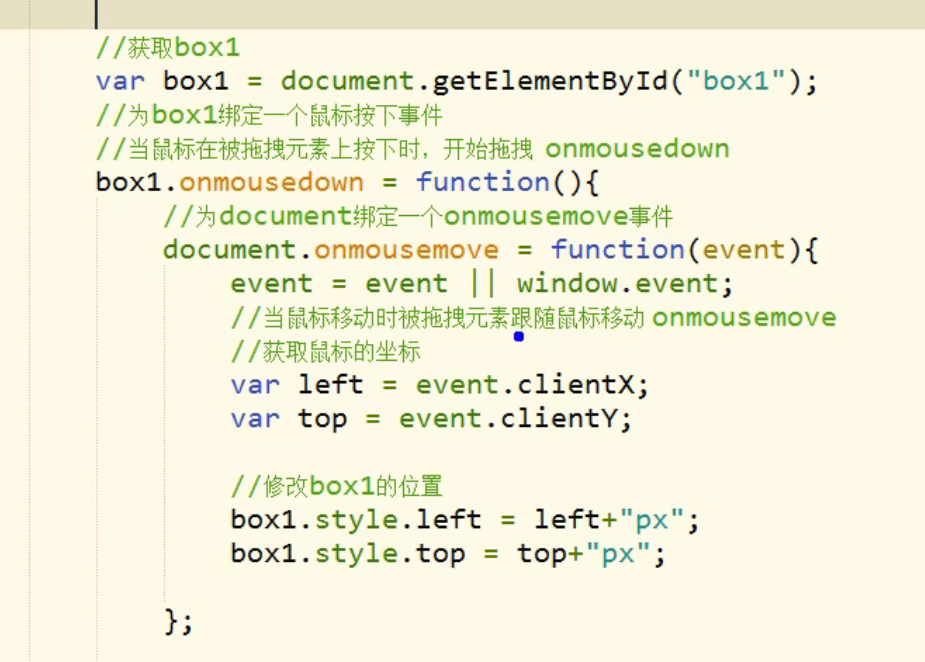 //获取box1
var box1 = document.getElementById("box1");
//为box1绑定一个鼠标按下事件
//当鼠标在被拖拽元素上按下时，开始拖拽 onmousedown
box1.onmousedown = function(){
//为document绑定一个onmousemove事件
document.onmousemove = function(event){
event = event || window.event;
//当鼠标移动时被拖拽元素跟随鼠标移动 onmousemove
//获取鼠标的坐标
var left = event.clientX;
var top = event.clientY;
//修改box1的位置
box1.style.left = left+"px";
box1.style.top = top+"px";
};